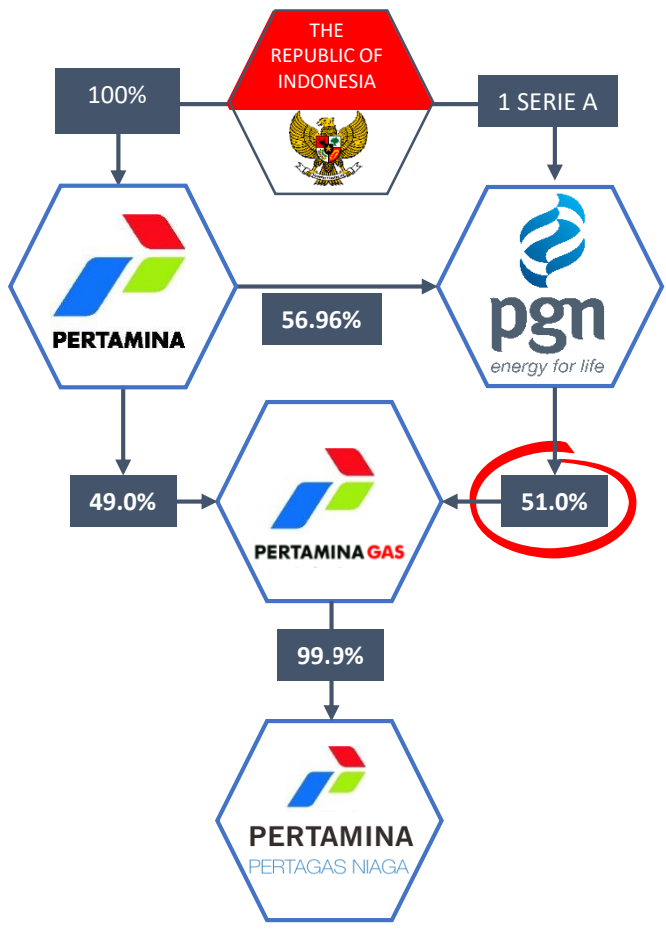 THE
REPUBLIC OF
INDONESIA
100%
1 SERIE A
PERTAMINA
56.96%
pgn
energy for life
49.0%
51.0%
PERTAMINA GAS
99.9%
PERTAMINA
PERTAGAS NIAGA